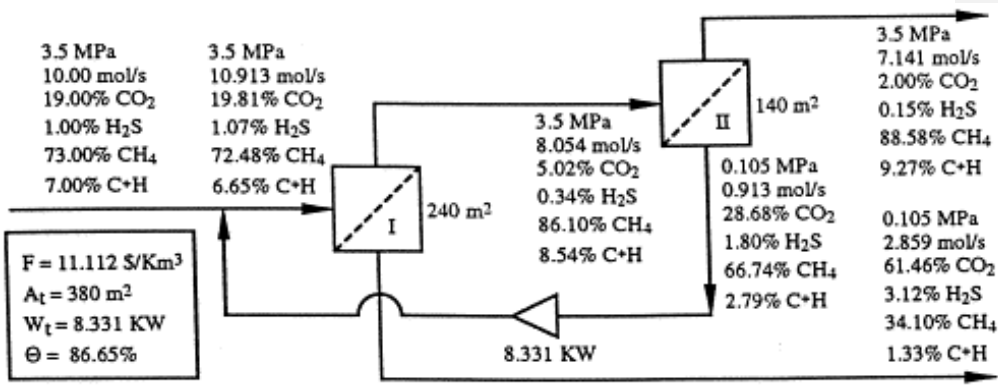 3.5 MPa
10.00 mol/s
19.00% CO₂
1.00% H₂S
73.00% CH₄
7.00% C⁺H
3.5 MPa
10.913 mol/s
19.81% CO₂
1.07% H₂S
72.48% CH₄
6.65% C⁺H
I
240 m²
3.5 MPa
8.054 mol/s
5.02% CO₂
0.34% H₂S
86.10% CH₄
8.54% C⁺H
II
140 m²
3.5 MPa
7.141 mol/s
2.00% CO₂
0.15% H₂S
88.58% CH₄
9.27% C⁺H
0.105 MPa
0.913 mol/s
28.68% CO₂
1.80% H₂S
66.74% CH₄
2.79% C⁺H
0.105 MPa
2.859 mol/s
61.46% CO₂
3.12% H₂S
34.10% CH₄
1.33% C⁺H
8.331 KW
F = 11.112 $/Km³
Aₜ = 380 m²
Wₜ = 8.331 KW
Θ = 86.65%